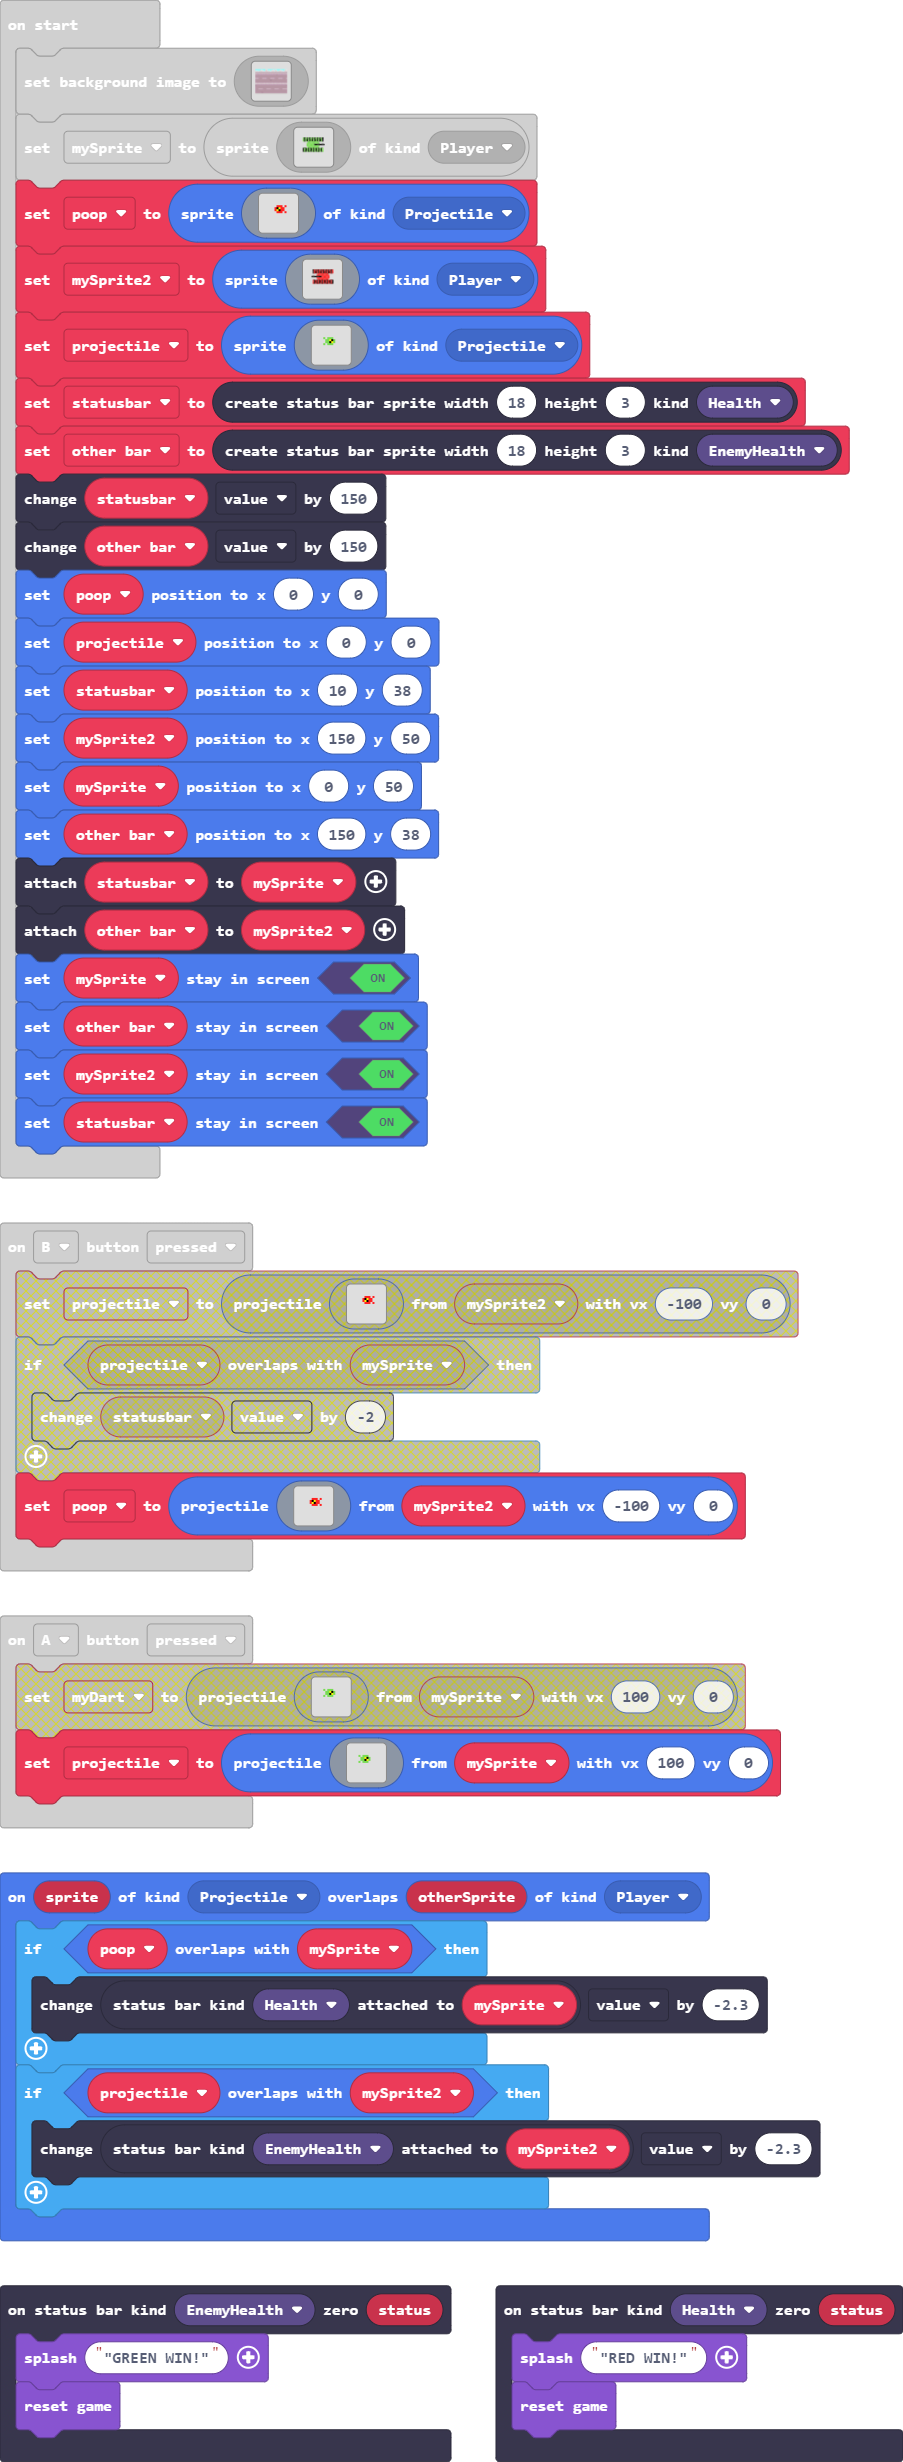 on start
set background image to
set mySprite to sprite of kind Player
set poop to sprite of kind Projectile
set mySprite2 to sprite of kind Player
set projectile to sprite of kind Projectile
set statusbar to create status bar sprite width 18 height 3 kind Health
set other bar to create status bar sprite width 18 height 3 kind EnemyHealth
change statusbar value by 150
change other bar value by 150
set poop position to x 0 y 0
set projectile position to x 0 y 0
set statusbar position to x 10 y 38
set mySprite2 position to x 150 y 50
set mySprite position to x 0 y 50
set other bar position to x 150 y 38
attach statusbar to mySprite
attach other bar to mySprite2
set mySprite stay in screen ON
set other bar stay in screen ON
set mySprite2 stay in screen ON
set statusbar stay in screen ON
on B button pressed
set projectile to projectile from mySprite2 with vx -100 vy 0
if projectile overlaps with mySprite then
change statusbar value by -2
set poop to projectile from mySprite2 with vx -100 vy 0
on A button pressed
set myDart to projectile from mySprite with vx 100 vy 0
set projectile to projectile from mySprite with vx 100 vy 0
on sprite of kind Projectile overlaps otherSprite of kind Player
if poop overlaps with mySprite then
change status bar kind Health attached to mySprite value by -2.3
if projectile overlaps with mySprite2 then
change status bar kind EnemyHealth attached to mySprite2 value by -2.3
on status bar kind EnemyHealth zero status
splash ""GREEN WIN!""
reset game
on status bar kind Health zero status
splash ""RED WIN!""
reset game